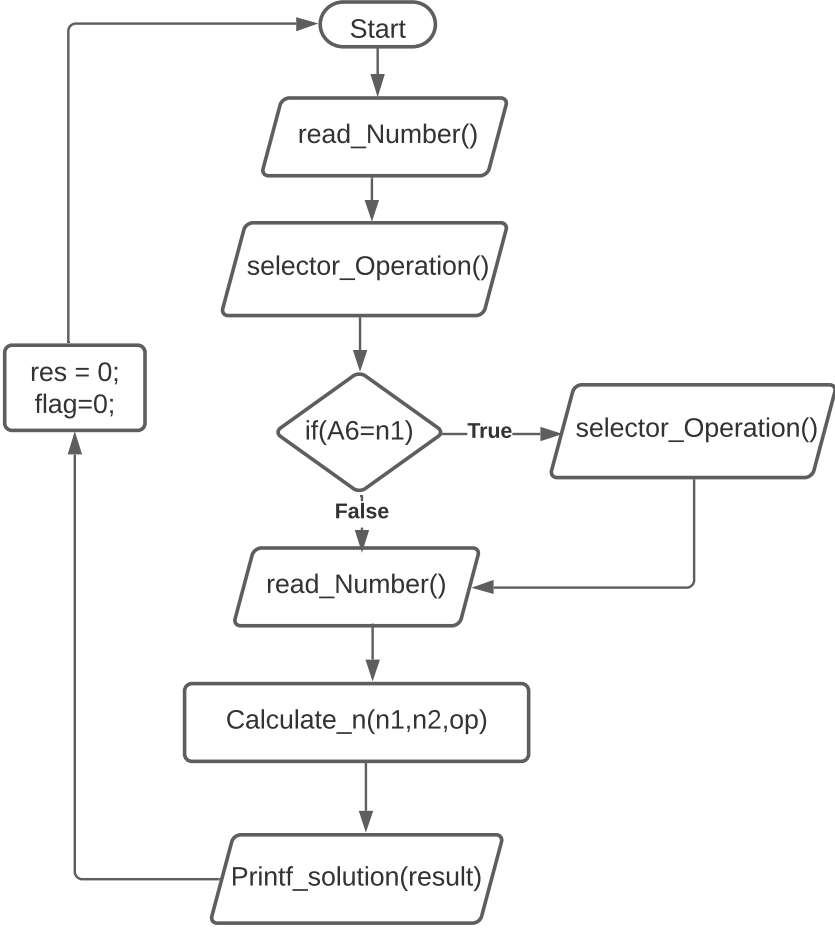 Start
read_Number()
selector_Operation()
res = 0;
flag=0;
if(A6=n1)
True
selector_Operation()
False
read_Number()
Calculate_n(n1,n2,op)
Printf_solution(result)